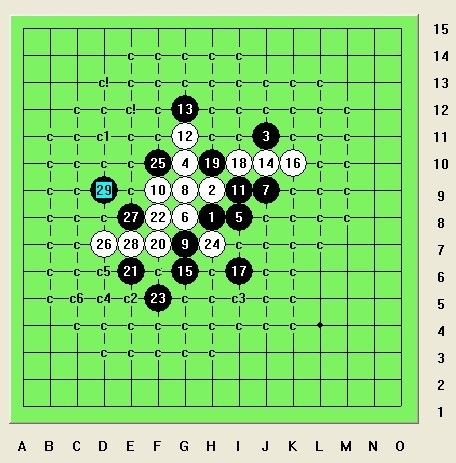 c c c c c 15
c c c c c 14
c! c c c c c c c c 13
c c c! c 13 c c c c c c 12
c c c1 c c 12 c c 3 c c c 11
c c c c 25 4 19 18 14 16 c c 10
c c 29 c 10 8 2 11 7 c c c 9
c c c 27 22 6 1 5 c c c c 8
c c 26 28 20 9 24 c c c c 7
c c c5 21 c 15 c 17 c c 6
c c6 c4 c2 23 c c c3 c c 5
c c c c c c c c c 4
c c c c c 3
2
1
A B C D E F G H I J K L M N O